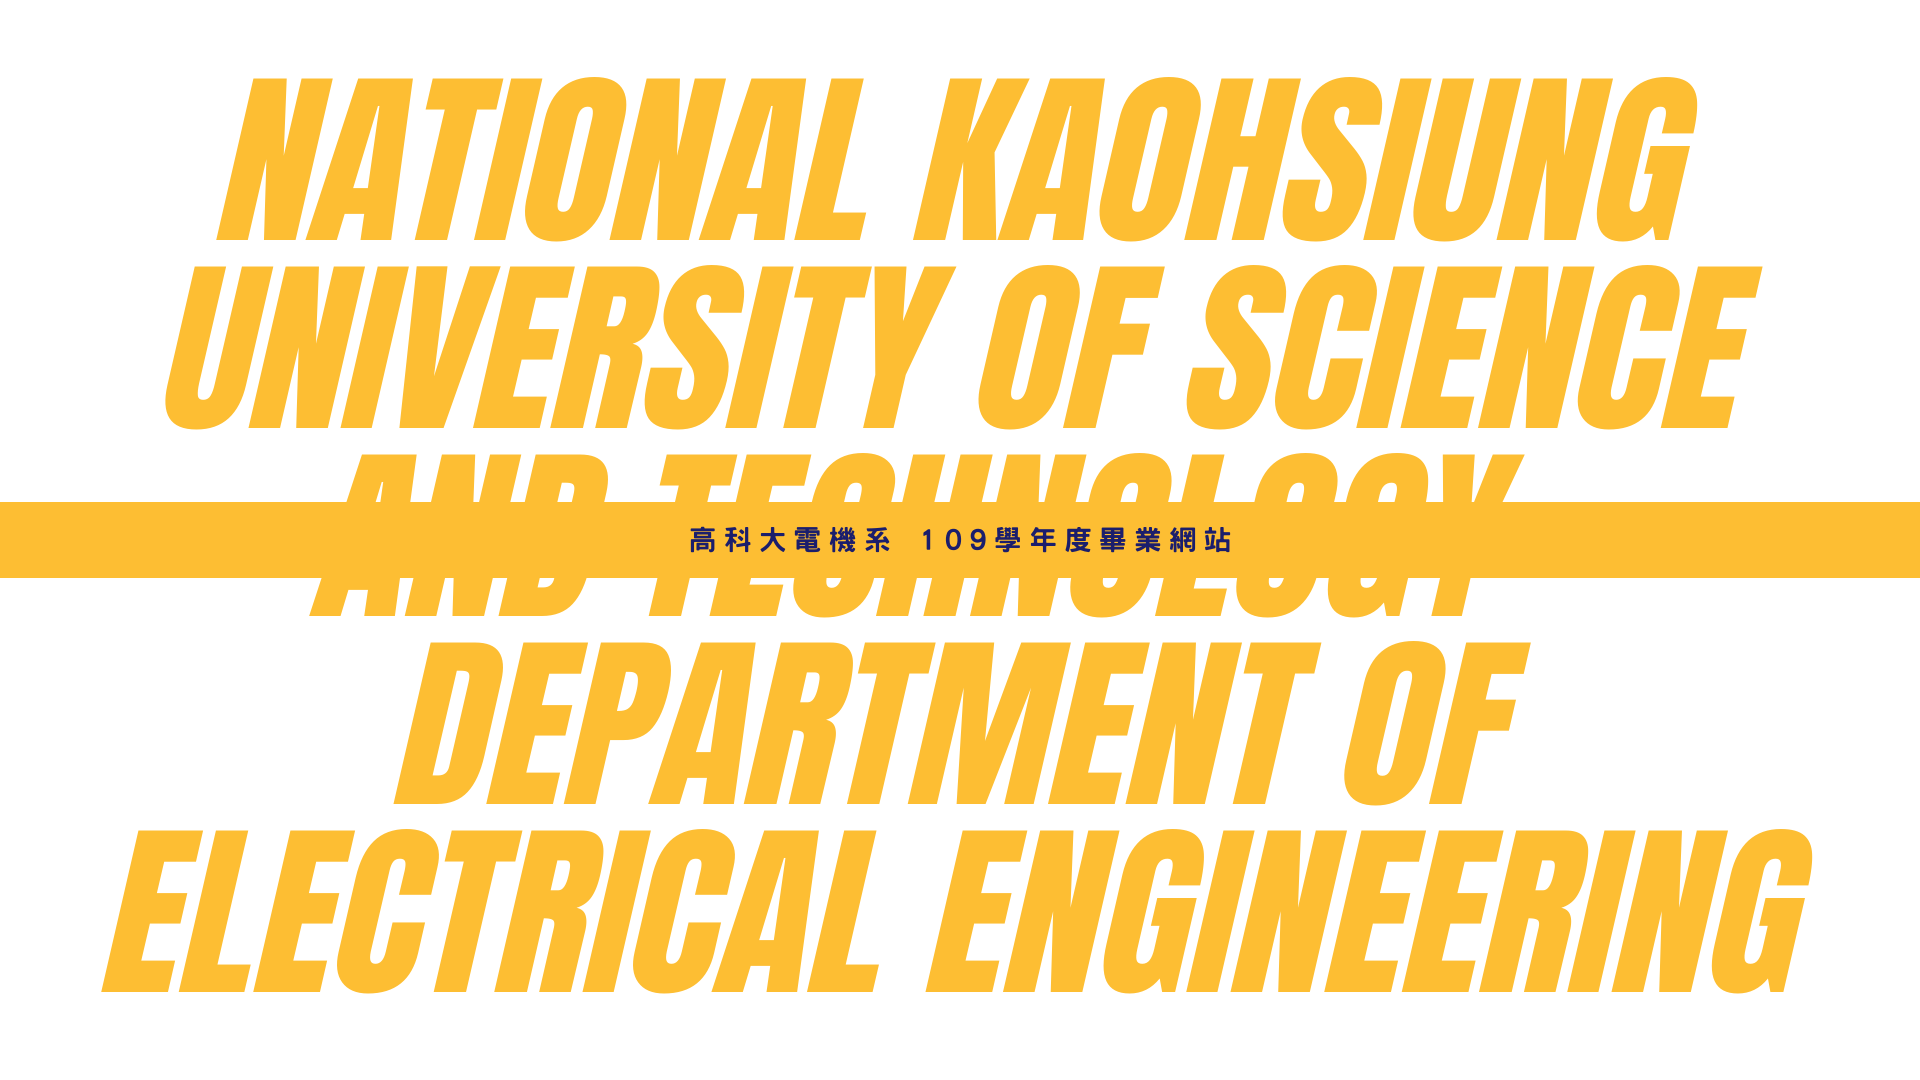 NATIONAL KAOHSIUNG
UNIVERSITY OF SCIENCE
AND TECHNOLOGY
高科大電機系 109學年度畢業網站
DEPARTMENT OF
ELECTRICAL ENGINEERING